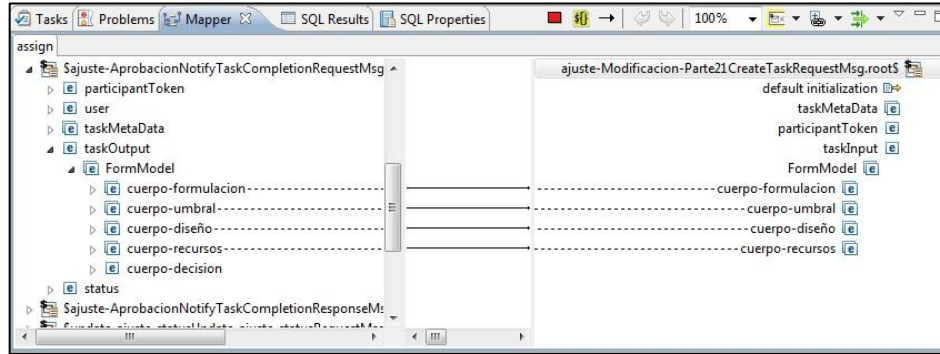 Tasks Problems Mapper SQL Results SQL Properties ${} 100%
assign
$ajuste-AprobacionNotifyTaskCompletionRequestMsg ajuste-Modificacion-Parte21CreateTaskRequestMsg.root$
participantToken default initialization
user taskMetaData
taskMetaData participantToken
taskOutput taskInput
FormModel FormModel
cuerpo-formulacion cuerpo-formulacion
cuerpo-umbral cuerpo-umbral
cuerpo-diseño cuerpo-diseño
cuerpo-recursos cuerpo-recursos
cuerpo-decision
status
$ajuste-AprobacionNotifyTaskCompletionResponseMs